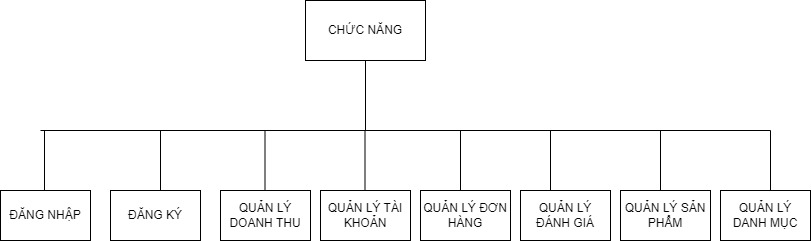 CHỨC NĂNG
ĐĂNG NHẬP
ĐĂNG KÝ
QUẢN LÝ
DOANH THU
QUẢN LÝ TÀI
KHOẢN
QUẢN LÝ ĐƠN
HÀNG
QUẢN LÝ
ĐÁNH GIÁ
QUẢN LÝ SẢN
PHẨM
QUẢN LÝ
DANH MỤC